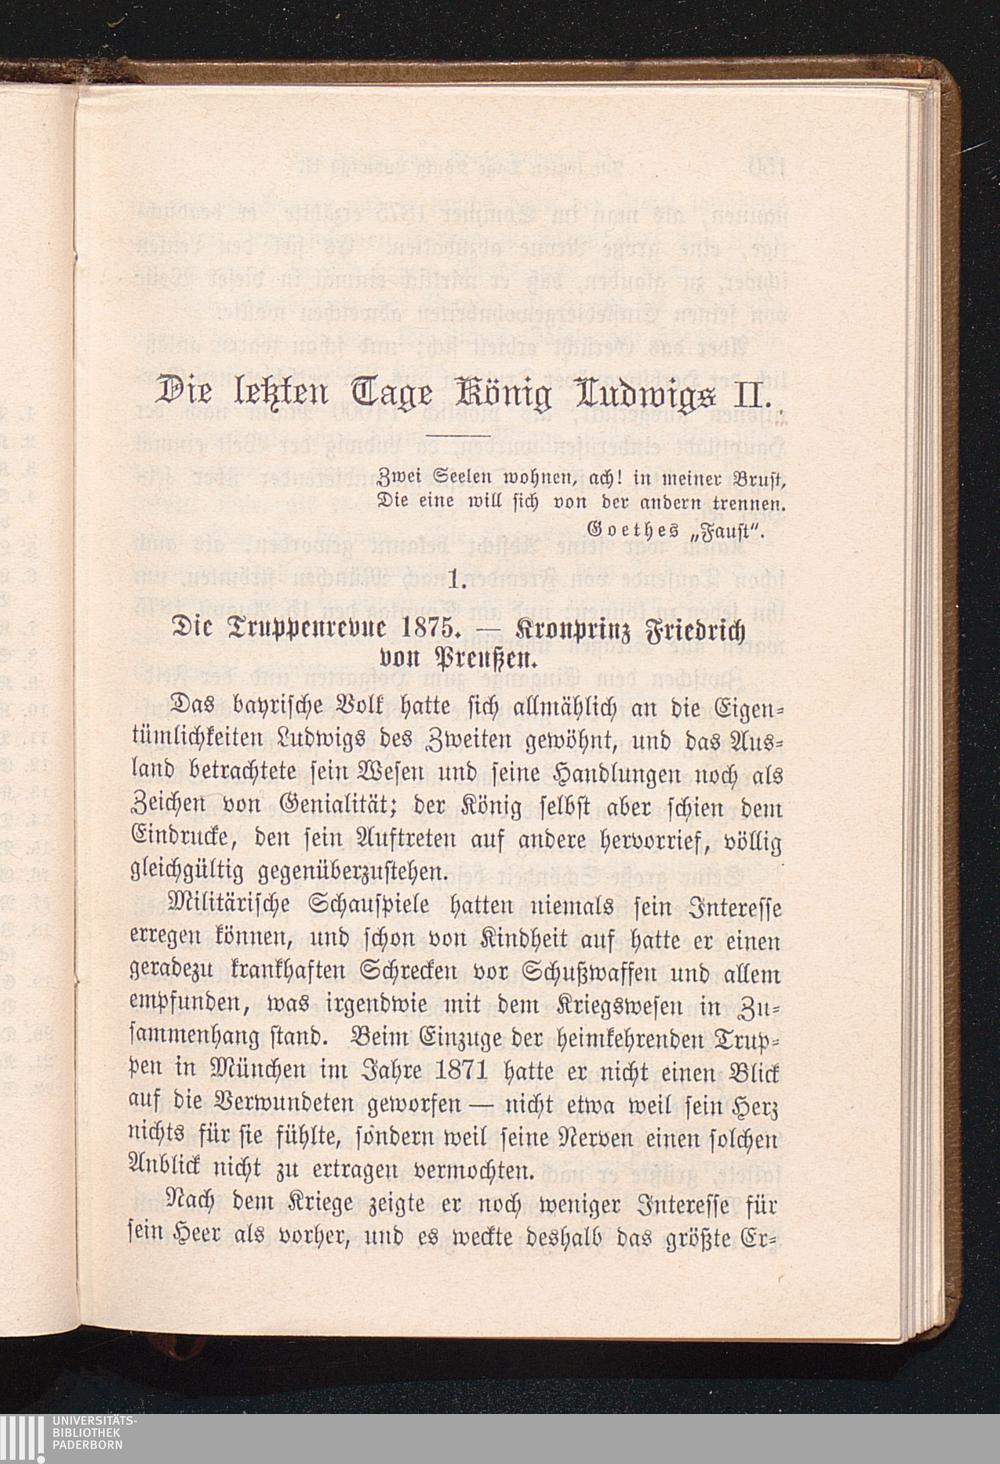 Die letzten Tage König Ludwigs II.
Zwei Seelen wohnen, ach! in meiner Brust,
Die eine will sich von der andern trennen.
Goethes „Faust“.
1.
Die Truppenrevue 1875. — Kronprinz Friedrich
von Preußen.
Das bayrische Volk hatte sich allmählich an die Eigen-
tümlichkeiten Ludwigs des Zweiten gewöhnt, und das Aus-
land betrachtete sein Wesen und seine Handlungen noch als
Zeichen von Genialität; der König selbst aber schien dem
Eindrucke, den sein Auftreten auf andere hervorrief, völlig
gleichgültig gegenüberzustehen.
Militärische Schauspiele hatten niemals sein Interesse
erregen können, und schon von Kindheit auf hatte er einen
geradezu krankhaften Schrecken vor Schußwaffen und allem
empfunden, was irgendwie mit dem Kriegswesen in Zu-
sammenhang stand. Beim Einzuge der heimkehrenden Trup-
pen in München im Jahre 1871 hatte er nicht einen Blick
auf die Verwundeten geworfen — nicht etwa weil sein Herz
nichts für sie fühlte, sondern weil seine Nerven einen solchen
Anblick nicht zu ertragen vermochten.
Nach dem Kriege zeigte er noch weniger Interesse für
sein Heer als vorher, und es weckte deshalb das größte Er-
UNIVERSITÄTS-
BIBLIOTHEK
PADERBORN